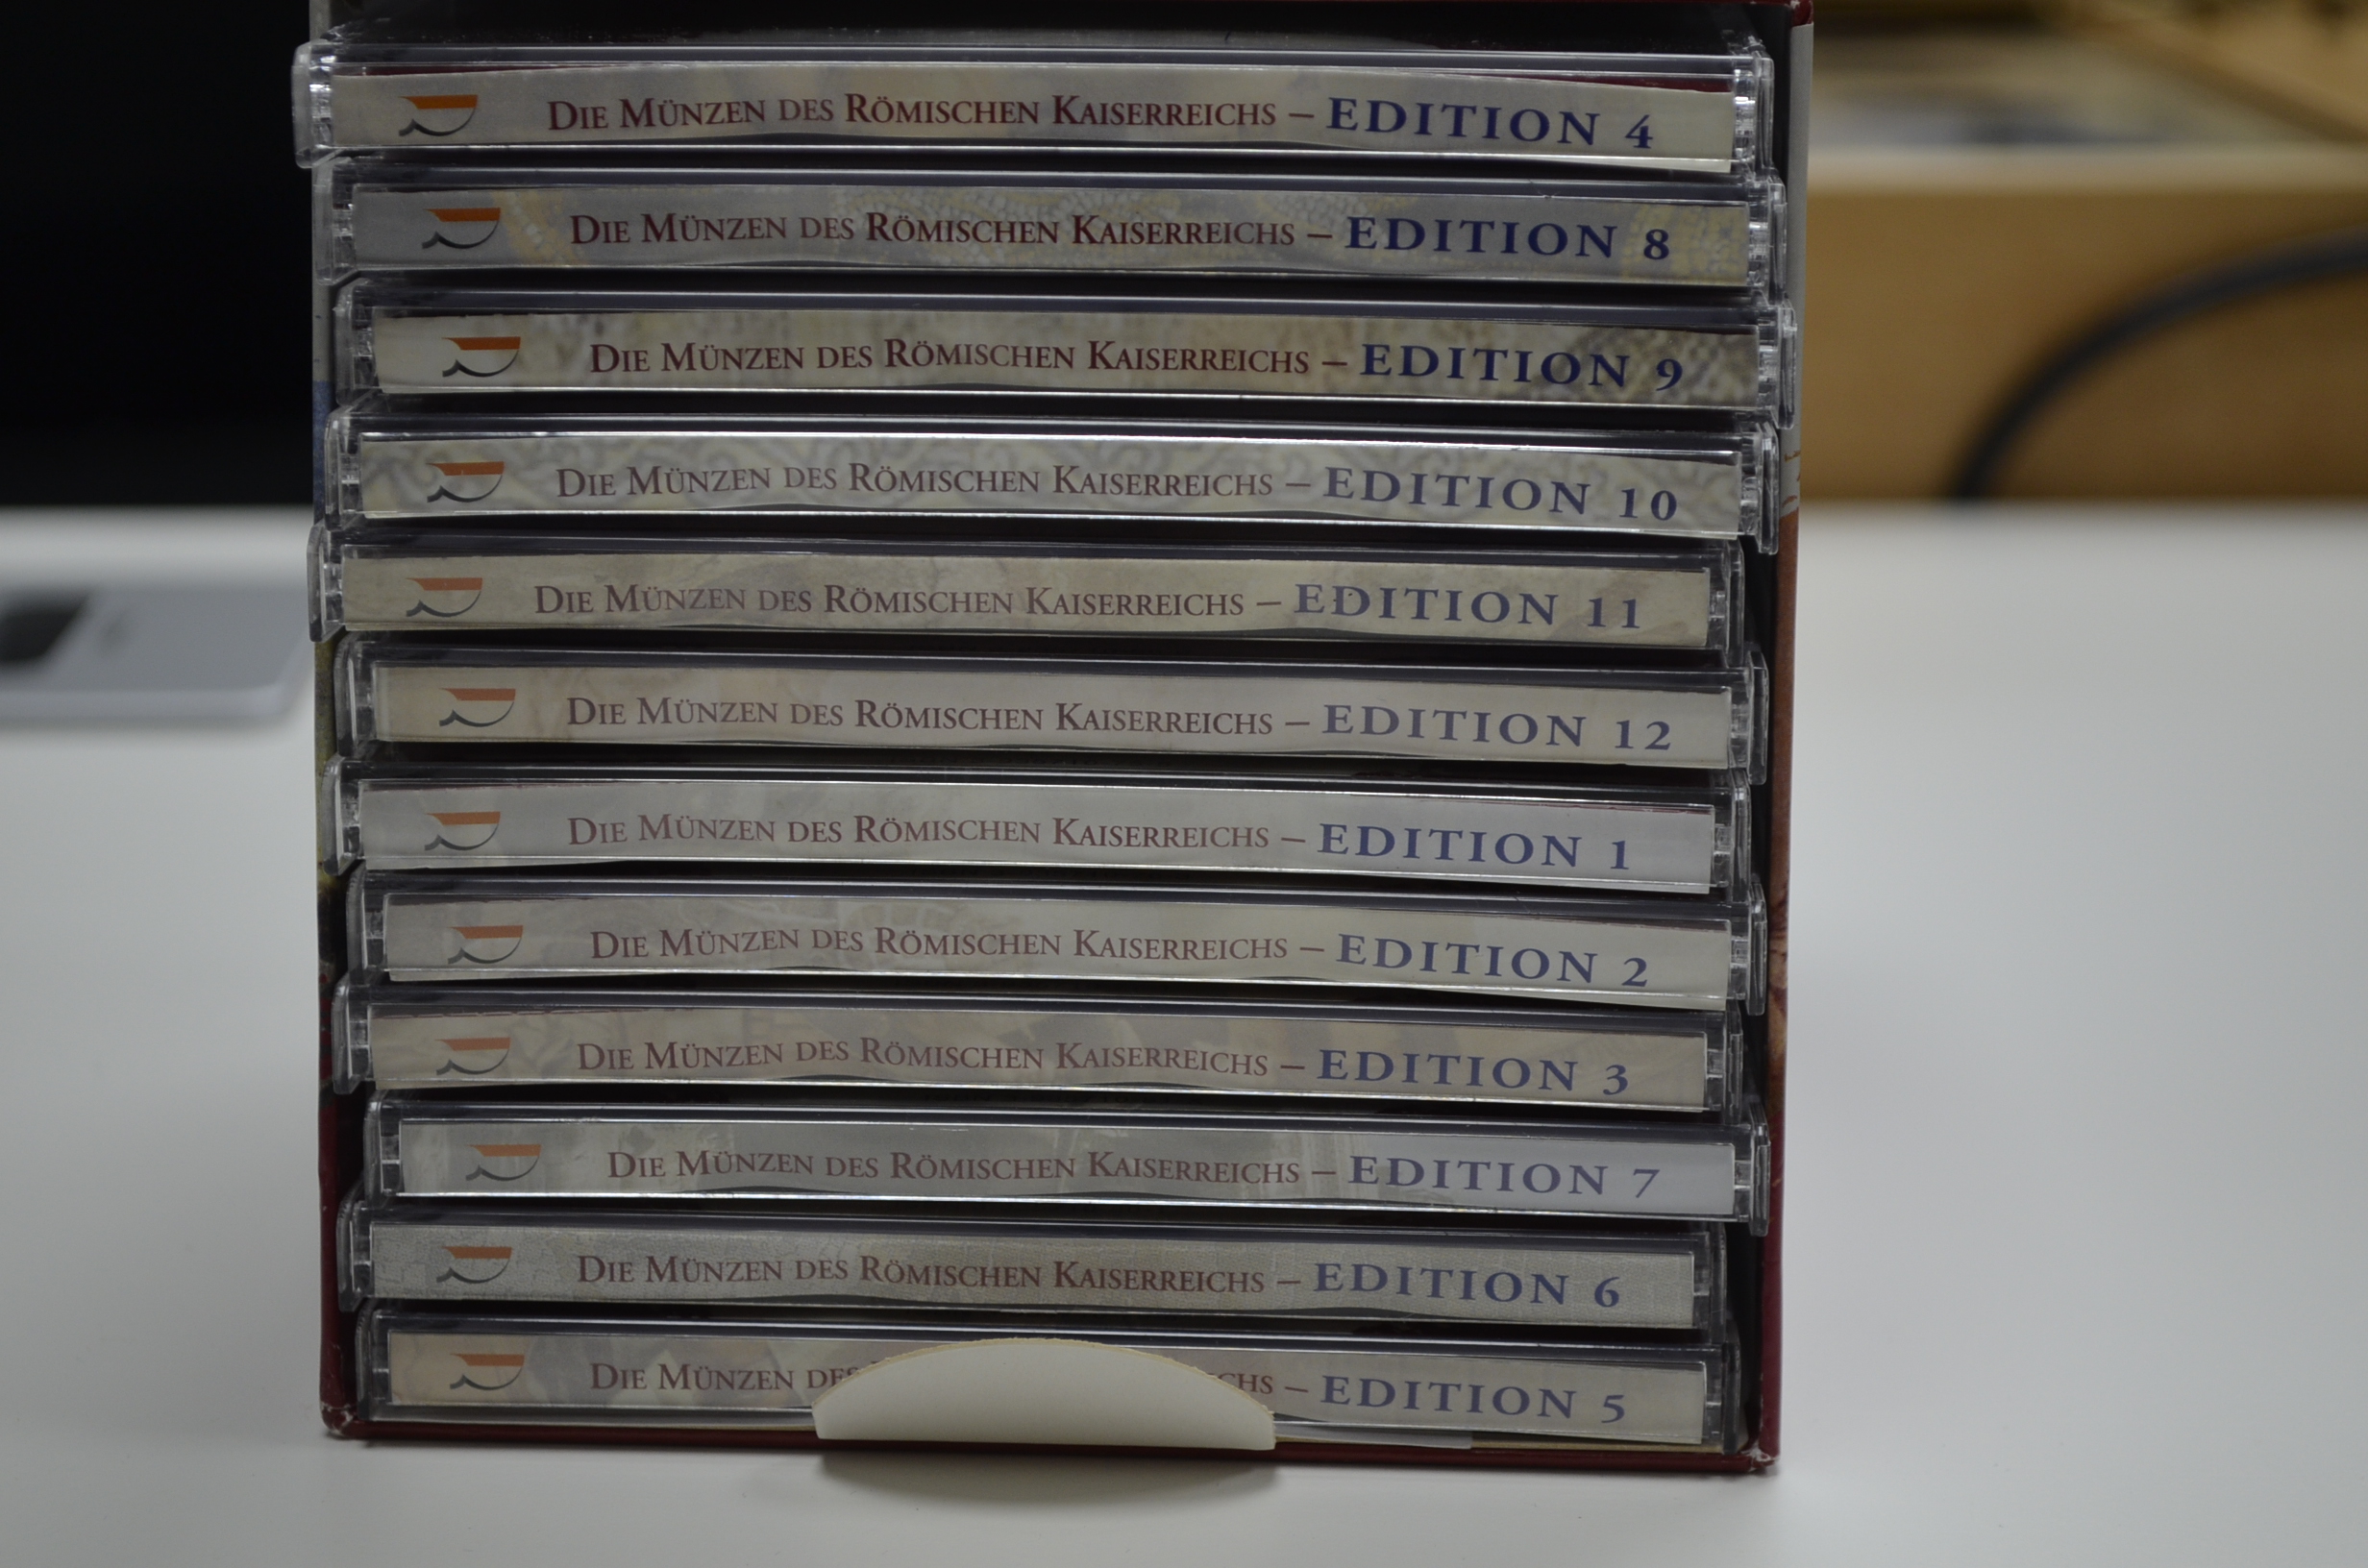 Die Münzen des Römischen Kaiserreichs – EDITION 4
Die Münzen des Römischen Kaiserreichs – EDITION 8
Die Münzen des Römischen Kaiserreichs – EDITION 9
Die Münzen des Römischen Kaiserreichs – EDITION 10
Die Münzen des Römischen Kaiserreichs – EDITION 11
Die Münzen des Römischen Kaiserreichs – EDITION 12
Die Münzen des Römischen Kaiserreichs – EDITION 1
Die Münzen des Römischen Kaiserreichs – EDITION 2
Die Münzen des Römischen Kaiserreichs – EDITION 3
Die Münzen des Römischen Kaiserreichs – EDITION 7
Die Münzen des Römischen Kaiserreichs – EDITION 6
Die Münzen des – EDITION 5